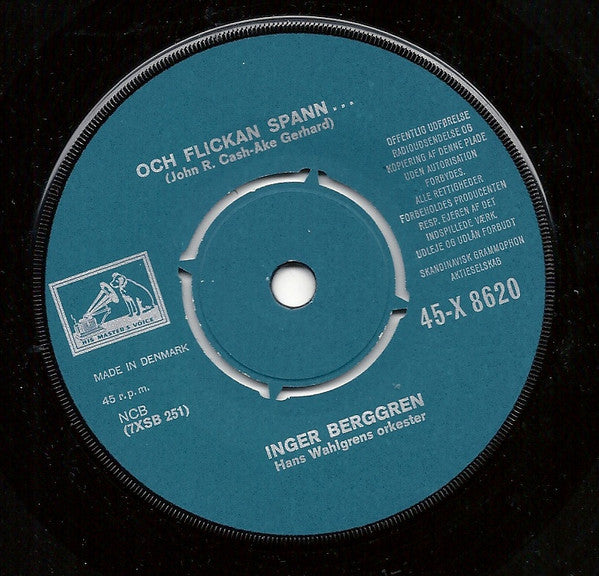 OCH FLICKAN SPANN...
(John R. Cash-Ake Gerhard)
OFFENTLIG UDFØRELSE
RADIOUDSENDELSE OG
KOPIERING AF DENNE PLADE
UDEN AUTORISATION
FORBYDES.
ALLE RETTIGHEDER
FORBEHOLDES PRODUCENTEN
RESP. EJEREN AF DET
INDSPILLEDE VÆRK.
UDLEJE OG UDLÅN FORBUDT
SKANDINAVISK GRAMMOPHON
AKTIESELSKAB
45-X 8620
HIS MASTER'S VOICE
MADE IN DENMARK
45 r.p.m.
NCB
(7XSB 251)
INGER BERGGREN
Hans Wahlgrens orkester